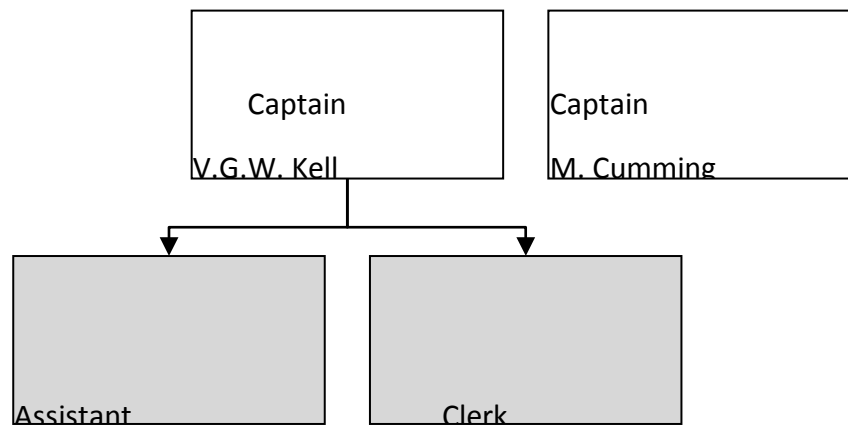 Captain
V.G.W. Kell
Captain
M. Cumming
Assistant
Clerk